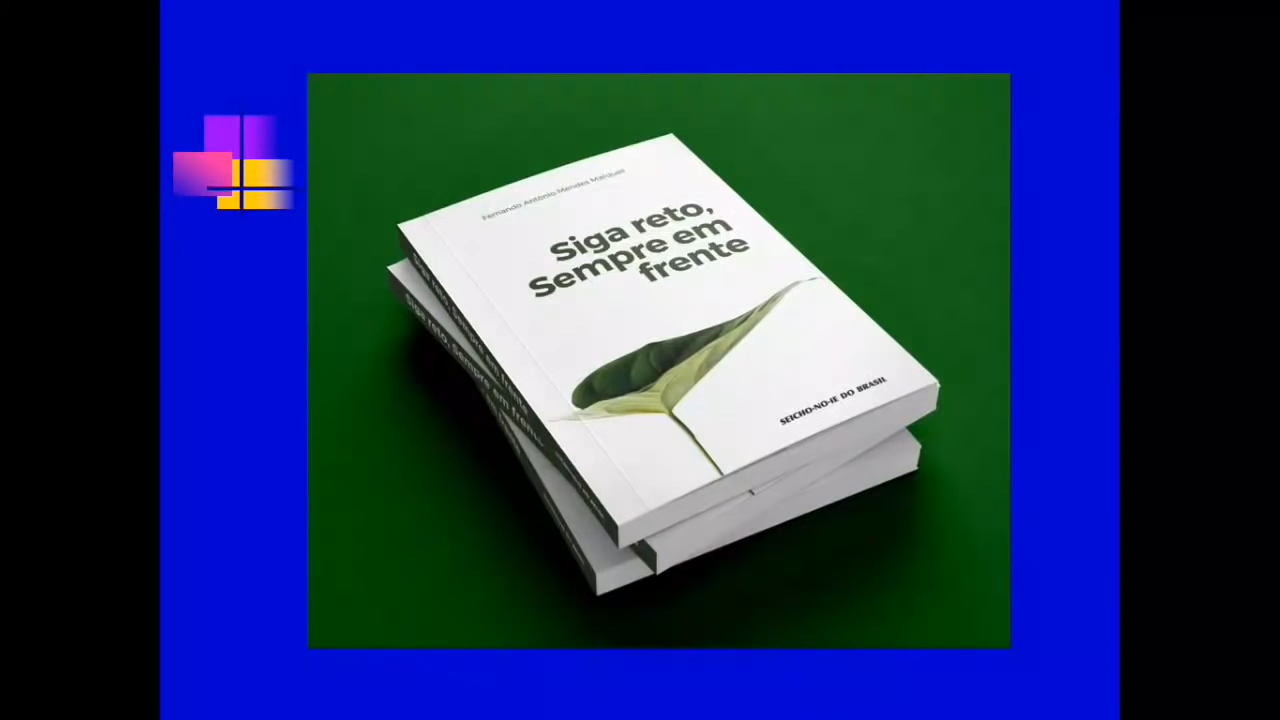 Fernando Antônio Mendes Marques
Siga reto,
Sempre em
frente
SEICHO-NO-IE DO BRASIL
Siga reto, Sempre em frente
Siga reto, Sempre em frent